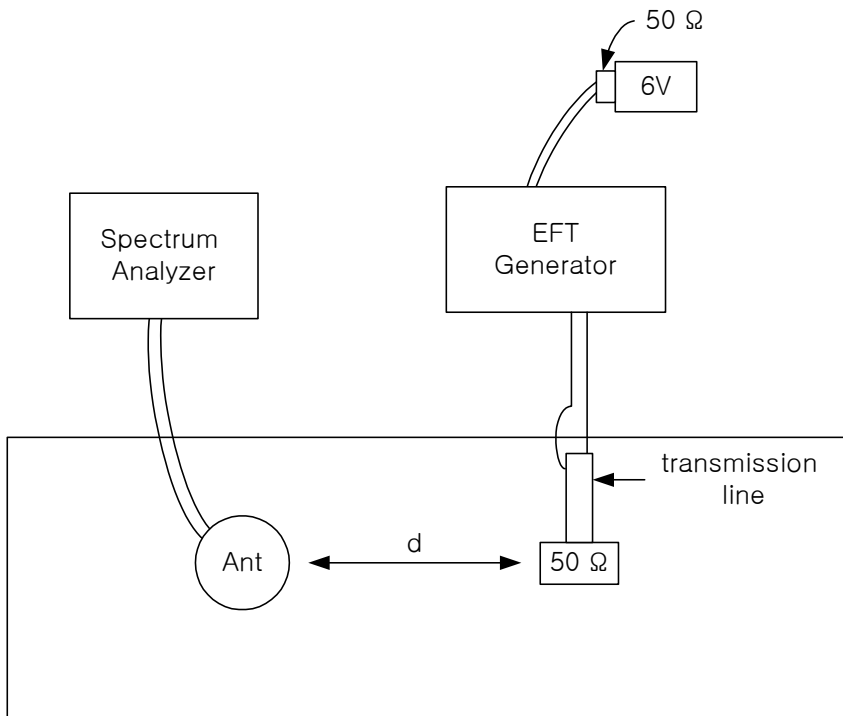 50 Ω
6V
Spectrum
Analyzer
EFT
Generator
transmission
line
Ant
d
50 Ω